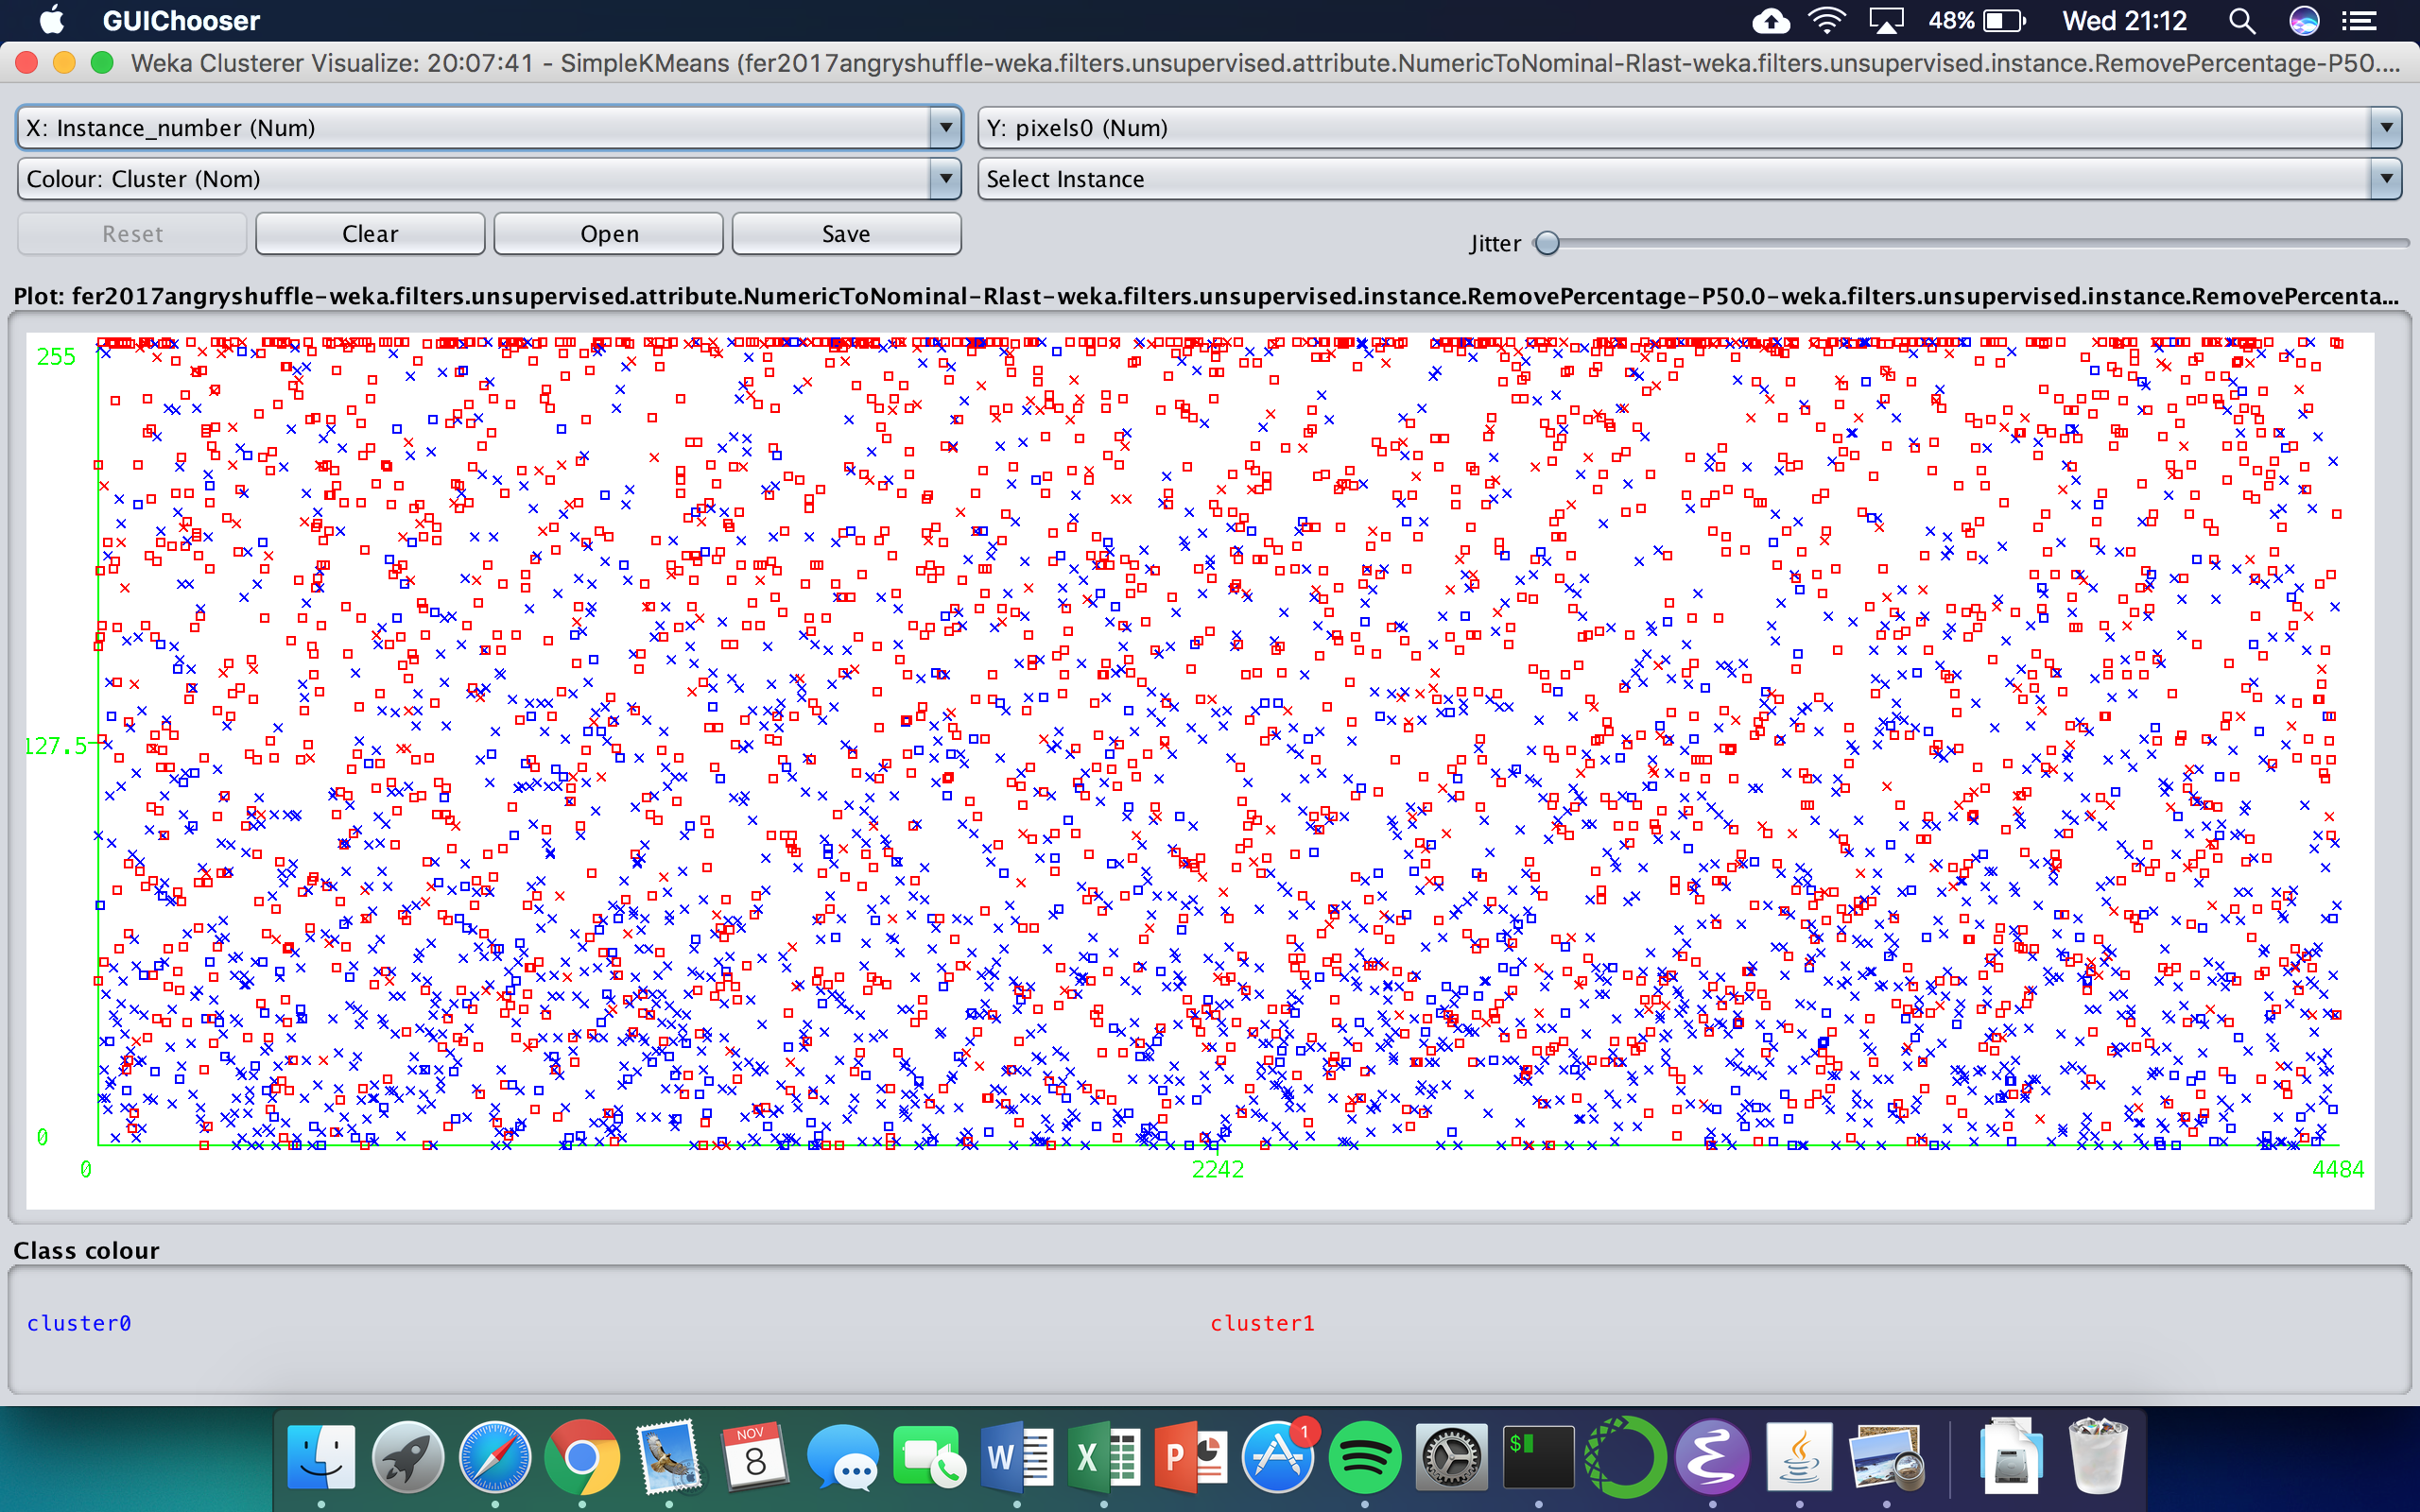 GUIChooser 48% Wed 21:12
Weka Clusterer Visualize: 20:07:41 - SimpleKMeans (fer2017angryshuffle-weka.filters.unsupervised.attribute.NumericToNominal-Rlast-weka.filters.unsupervised.instance.RemovePercentage-P50....
X: Instance_number (Num) Y: pixels0 (Num)
Colour: Cluster (Nom) Select Instance
Reset Clear Open Save Jitter
Plot: fer2017angryshuffle-weka.filters.unsupervised.attribute.NumericToNominal-Rlast-weka.filters.unsupervised.instance.RemovePercentage-P50.0-weka.filters.unsupervised.instance.RemovePercenta...
255
127.5
0
0 2242 4484
Class colour
cluster0 cluster1
NOV
8
W X P 1 $